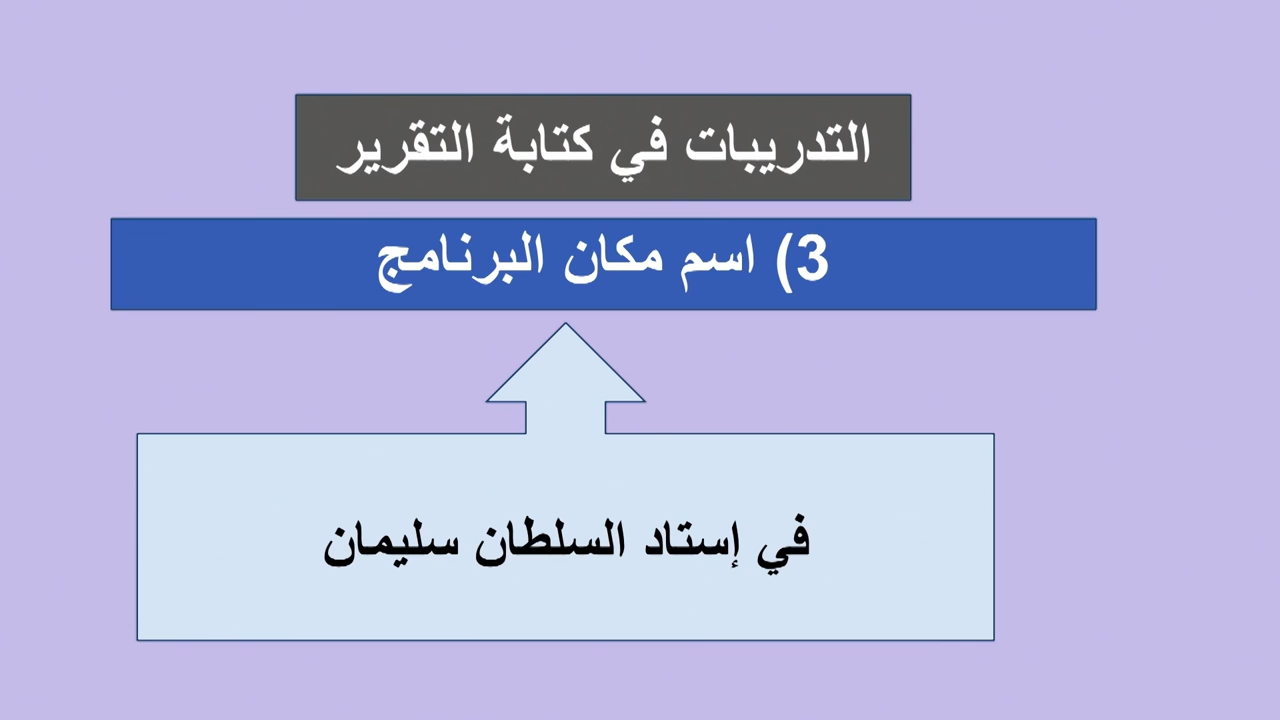 التدريبات في كتابة التقرير
3) اسم مكان البرنامج
في إستاد السلطان سليمان